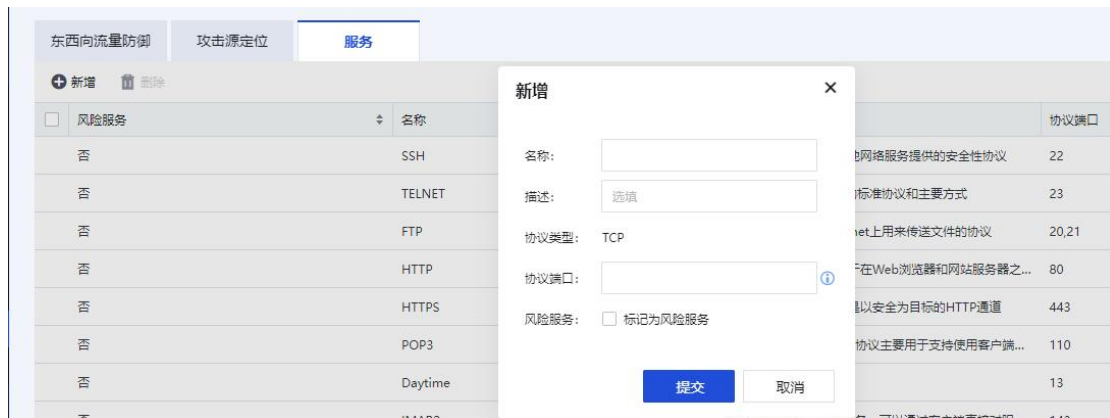 东西向流量防御 攻击源定位 服务
新增 删除
风险服务 名称 协议端口
否 SSH 网络服务提供的安全性协议 22
否 TELNET 标准协议和主要方式 23
否 FTP net上用来传送文件的协议 20,21
否 HTTP 在Web浏览器和网站服务器之... 80
否 HTTPS 以安全为目标的HTTP通道 443
否 POP3 协议主要用于支持使用客户端... 110
否 Daytime 13
新增
名称:
描述: 选填
协议类型: TCP
协议端口:
风险服务: 标记为风险服务
提交 取消